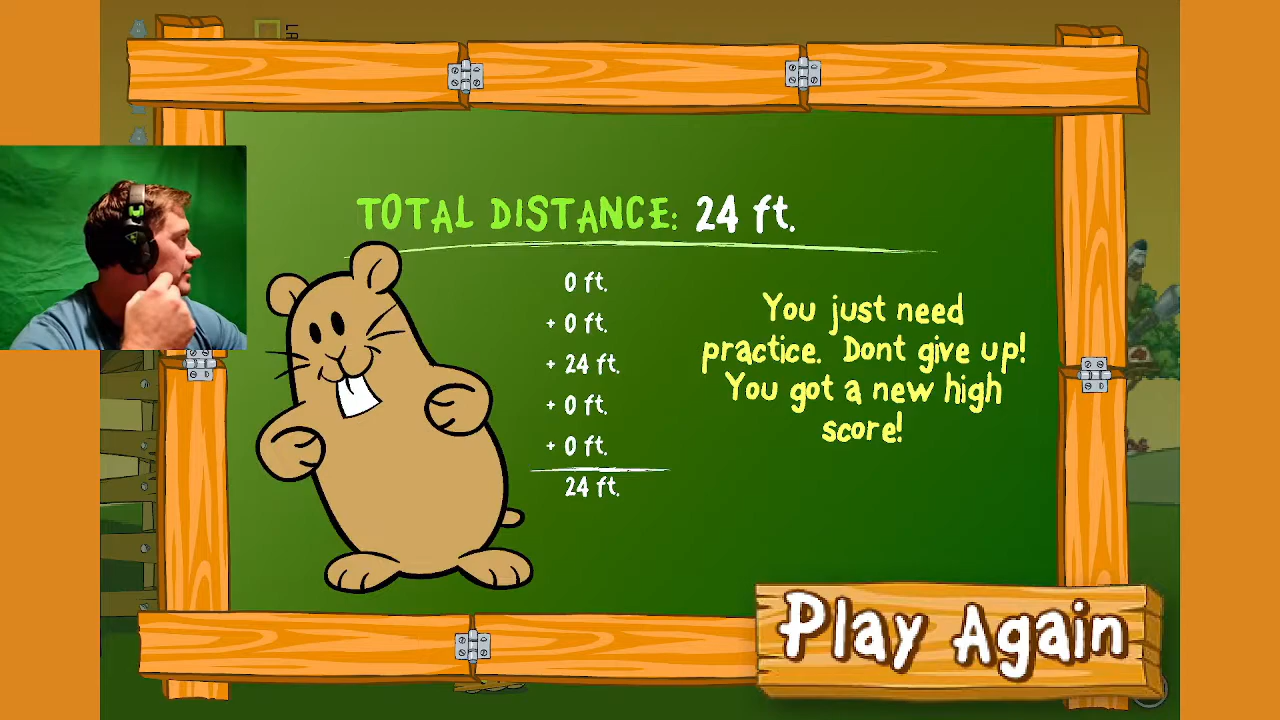 LA
TOTAL DISTANCE: 24 ft.
0 ft.
+ 0 ft.
+ 24 ft.
+ 0 ft.
+ 0 ft.
24 ft.
You just need
practice. Dont give up!
You got a new high
score!
Play Again